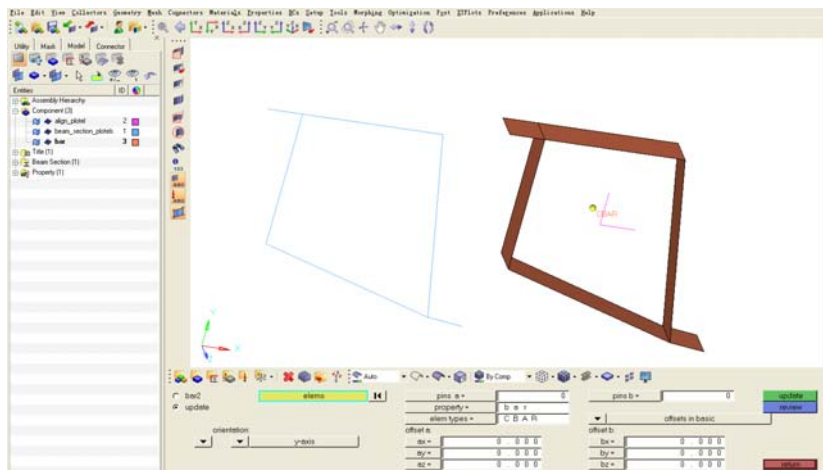 File Edit View Collectors Geometry Mesh Connectors Materials Properties BCs Setup Tools Morphing Optimization Post XYPlots Preferences Applications Help
Utility Mask Model Connector
Entities ID
Assembly Hierarchy
Component (3)
align_plotel 2
beam_section_plotels 1
bar 3
Title (1)
Beam Section (1)
Property (1)
123
CBAR
Y
X
Auto By Comp
bar2 elems pins a = 0 pins b = 0 update
update property = bar review
elem types = CBAR offsets in basic
orientation: offset a: offset b:
y-axis ax = 0.000 bx = 0.000
ay = 0.000 by = 0.000
az = 0.000 bz = 0.000 return